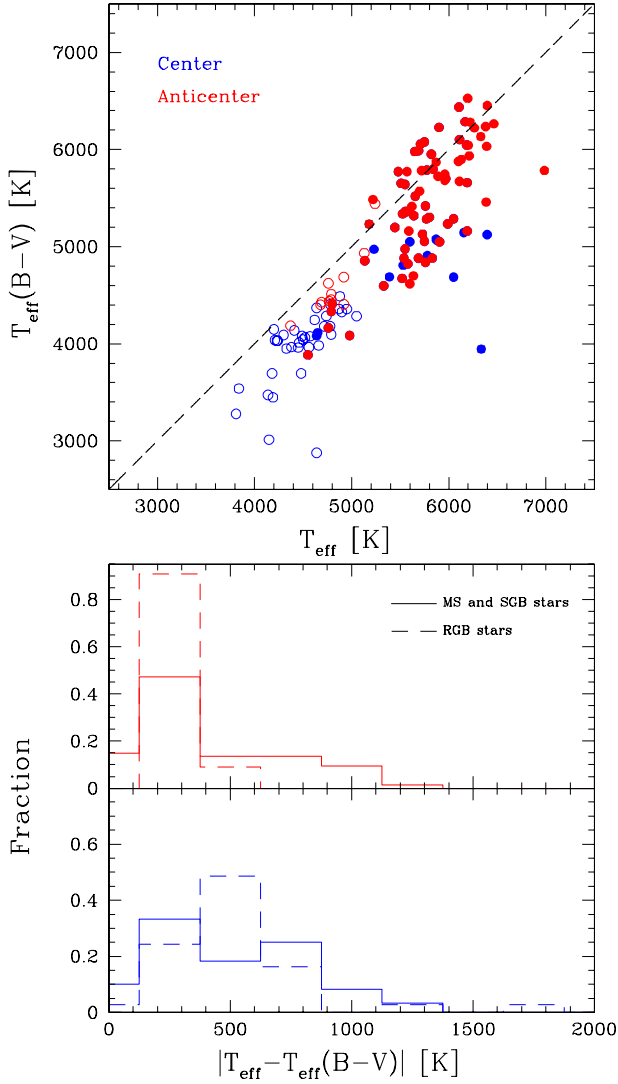 7000
6000
5000
4000
3000
T_eff(B−V) [K]
Center
Anticenter
3000 4000 5000 6000 7000
T_eff [K]
0.8
0.6
0.4
0.2
0
MS and SGB stars
RGB stars
Fraction
0.6
0.4
0.2
0
0 500 1000 1500 2000
|T_eff−T_eff(B−V)| [K]